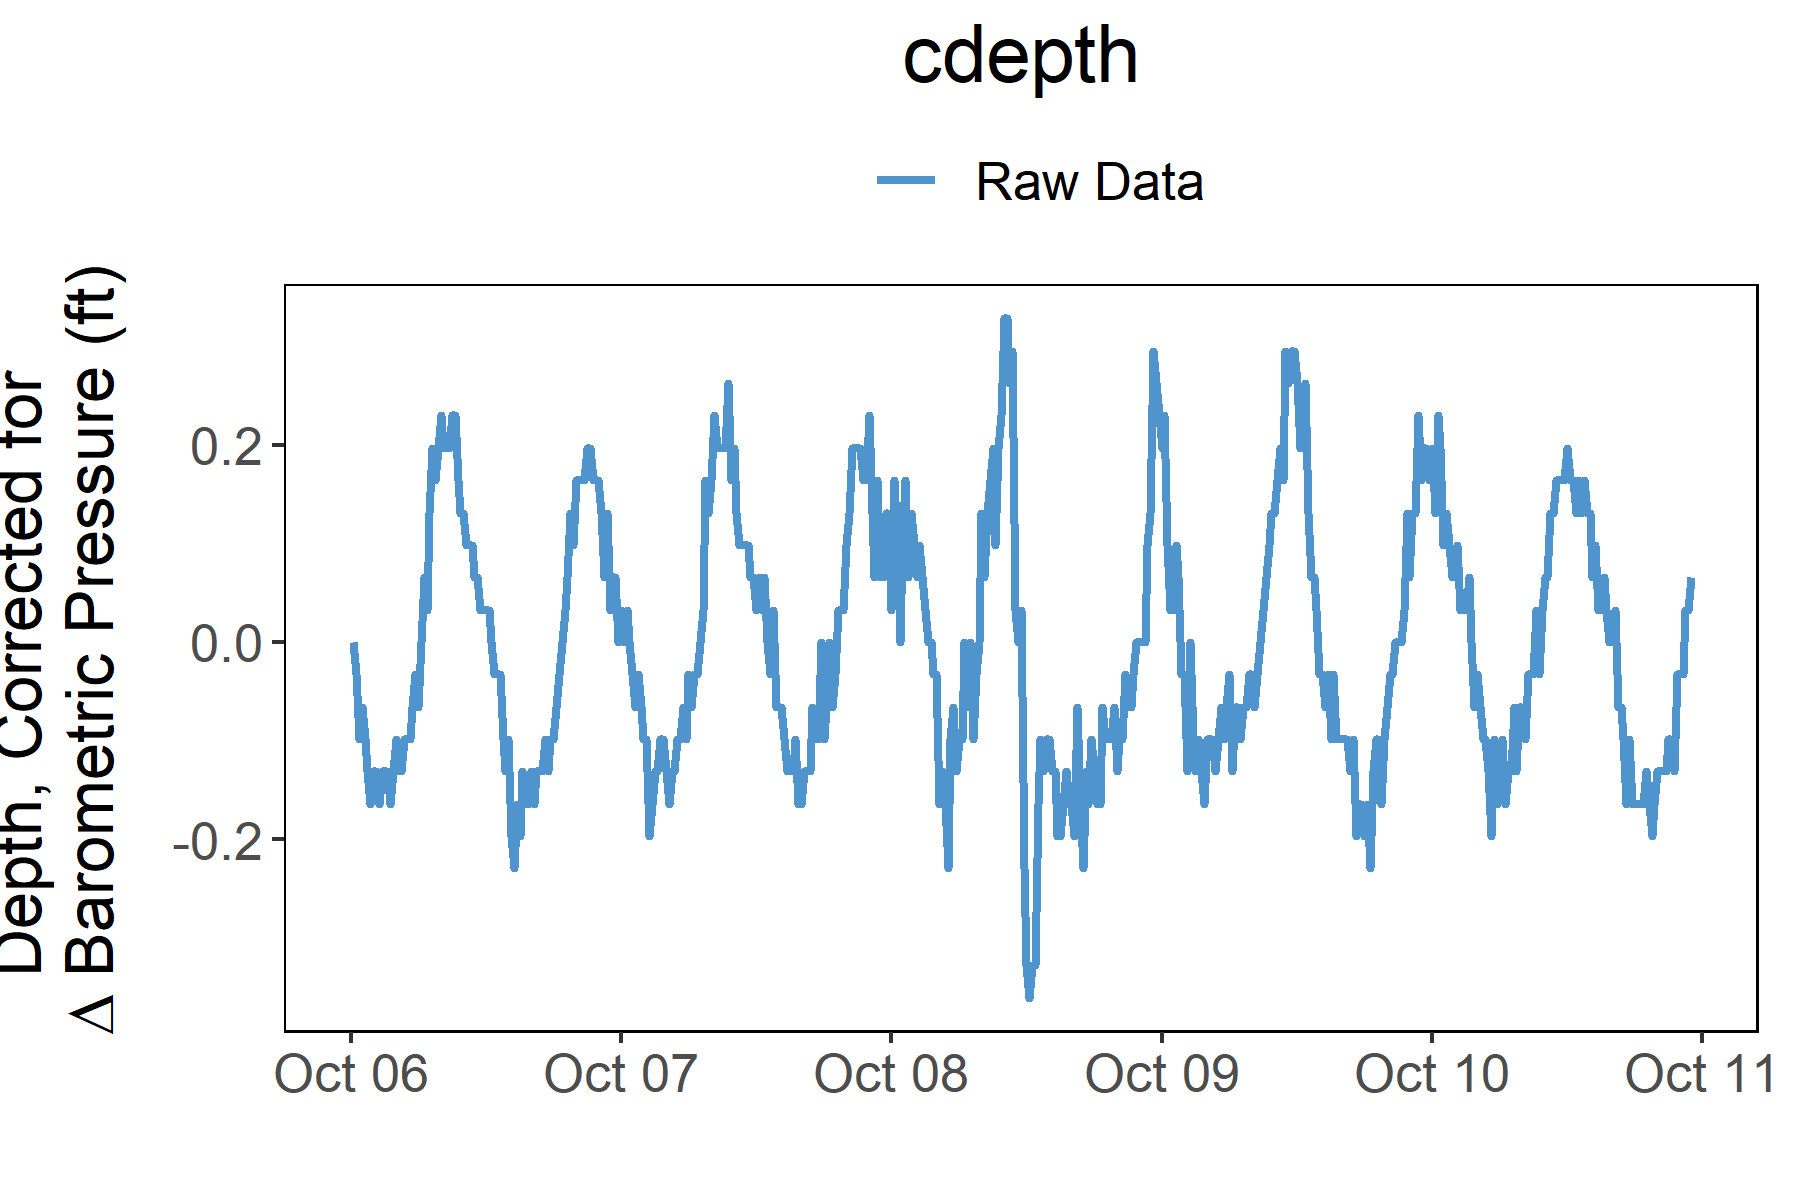 cdepth
Raw Data
Depth, Corrected for
Δ Barometric Pressure (ft)
0.2
0.0
-0.2
Oct 06
Oct 07
Oct 08
Oct 09
Oct 10
Oct 11